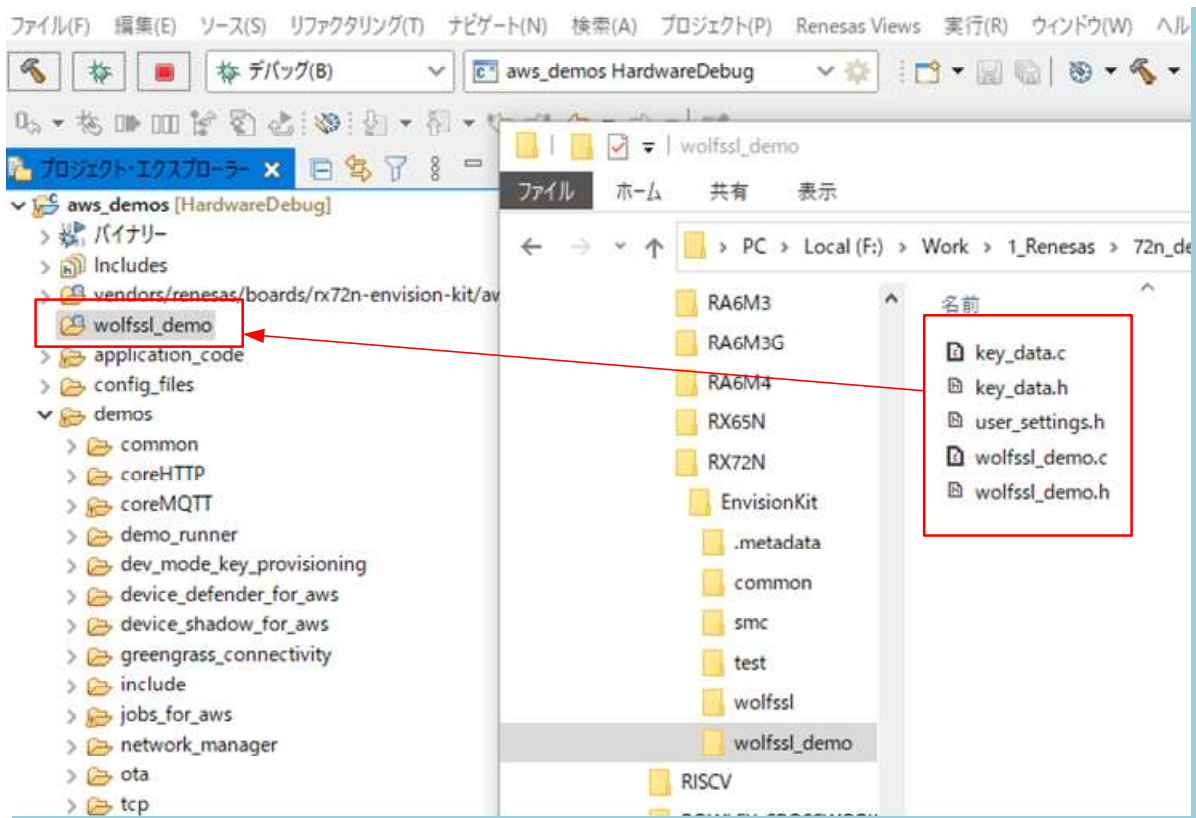 ファイル(F) 編集(E) ソース(S) リファクタリング(T) ナビゲート(N) 検索(A) プロジェクト(P) Renesas Views 実行(R) ウィンドウ(W) ヘル
デバッグ(B) aws_demos HardwareDebug
プロジェクト・エクスプローラー
aws_demos [HardwareDebug]
バイナリー
Includes
vendors/renesas/boards/rx72n-envision-kit/aw
wolfssl_demo
application_code
config_files
demos
common
coreHTTP
coreMQTT
demo_runner
dev_mode_key_provisioning
device_defender_for_aws
device_shadow_for_aws
greengrass_connectivity
include
jobs_for_aws
network_manager
ota
tcp
wolfssl_demo
ファイル ホーム 共有 表示
PC > Local (F:) > Work > 1_Renesas > 72n_de
RA6M3
RA6M3G
RA6M4
RX65N
RX72N
EnvisionKit
.metadata
common
smc
test
wolfssl
wolfssl_demo
RISCV
名前
key_data.c
key_data.h
user_settings.h
wolfssl_demo.c
wolfssl_demo.h